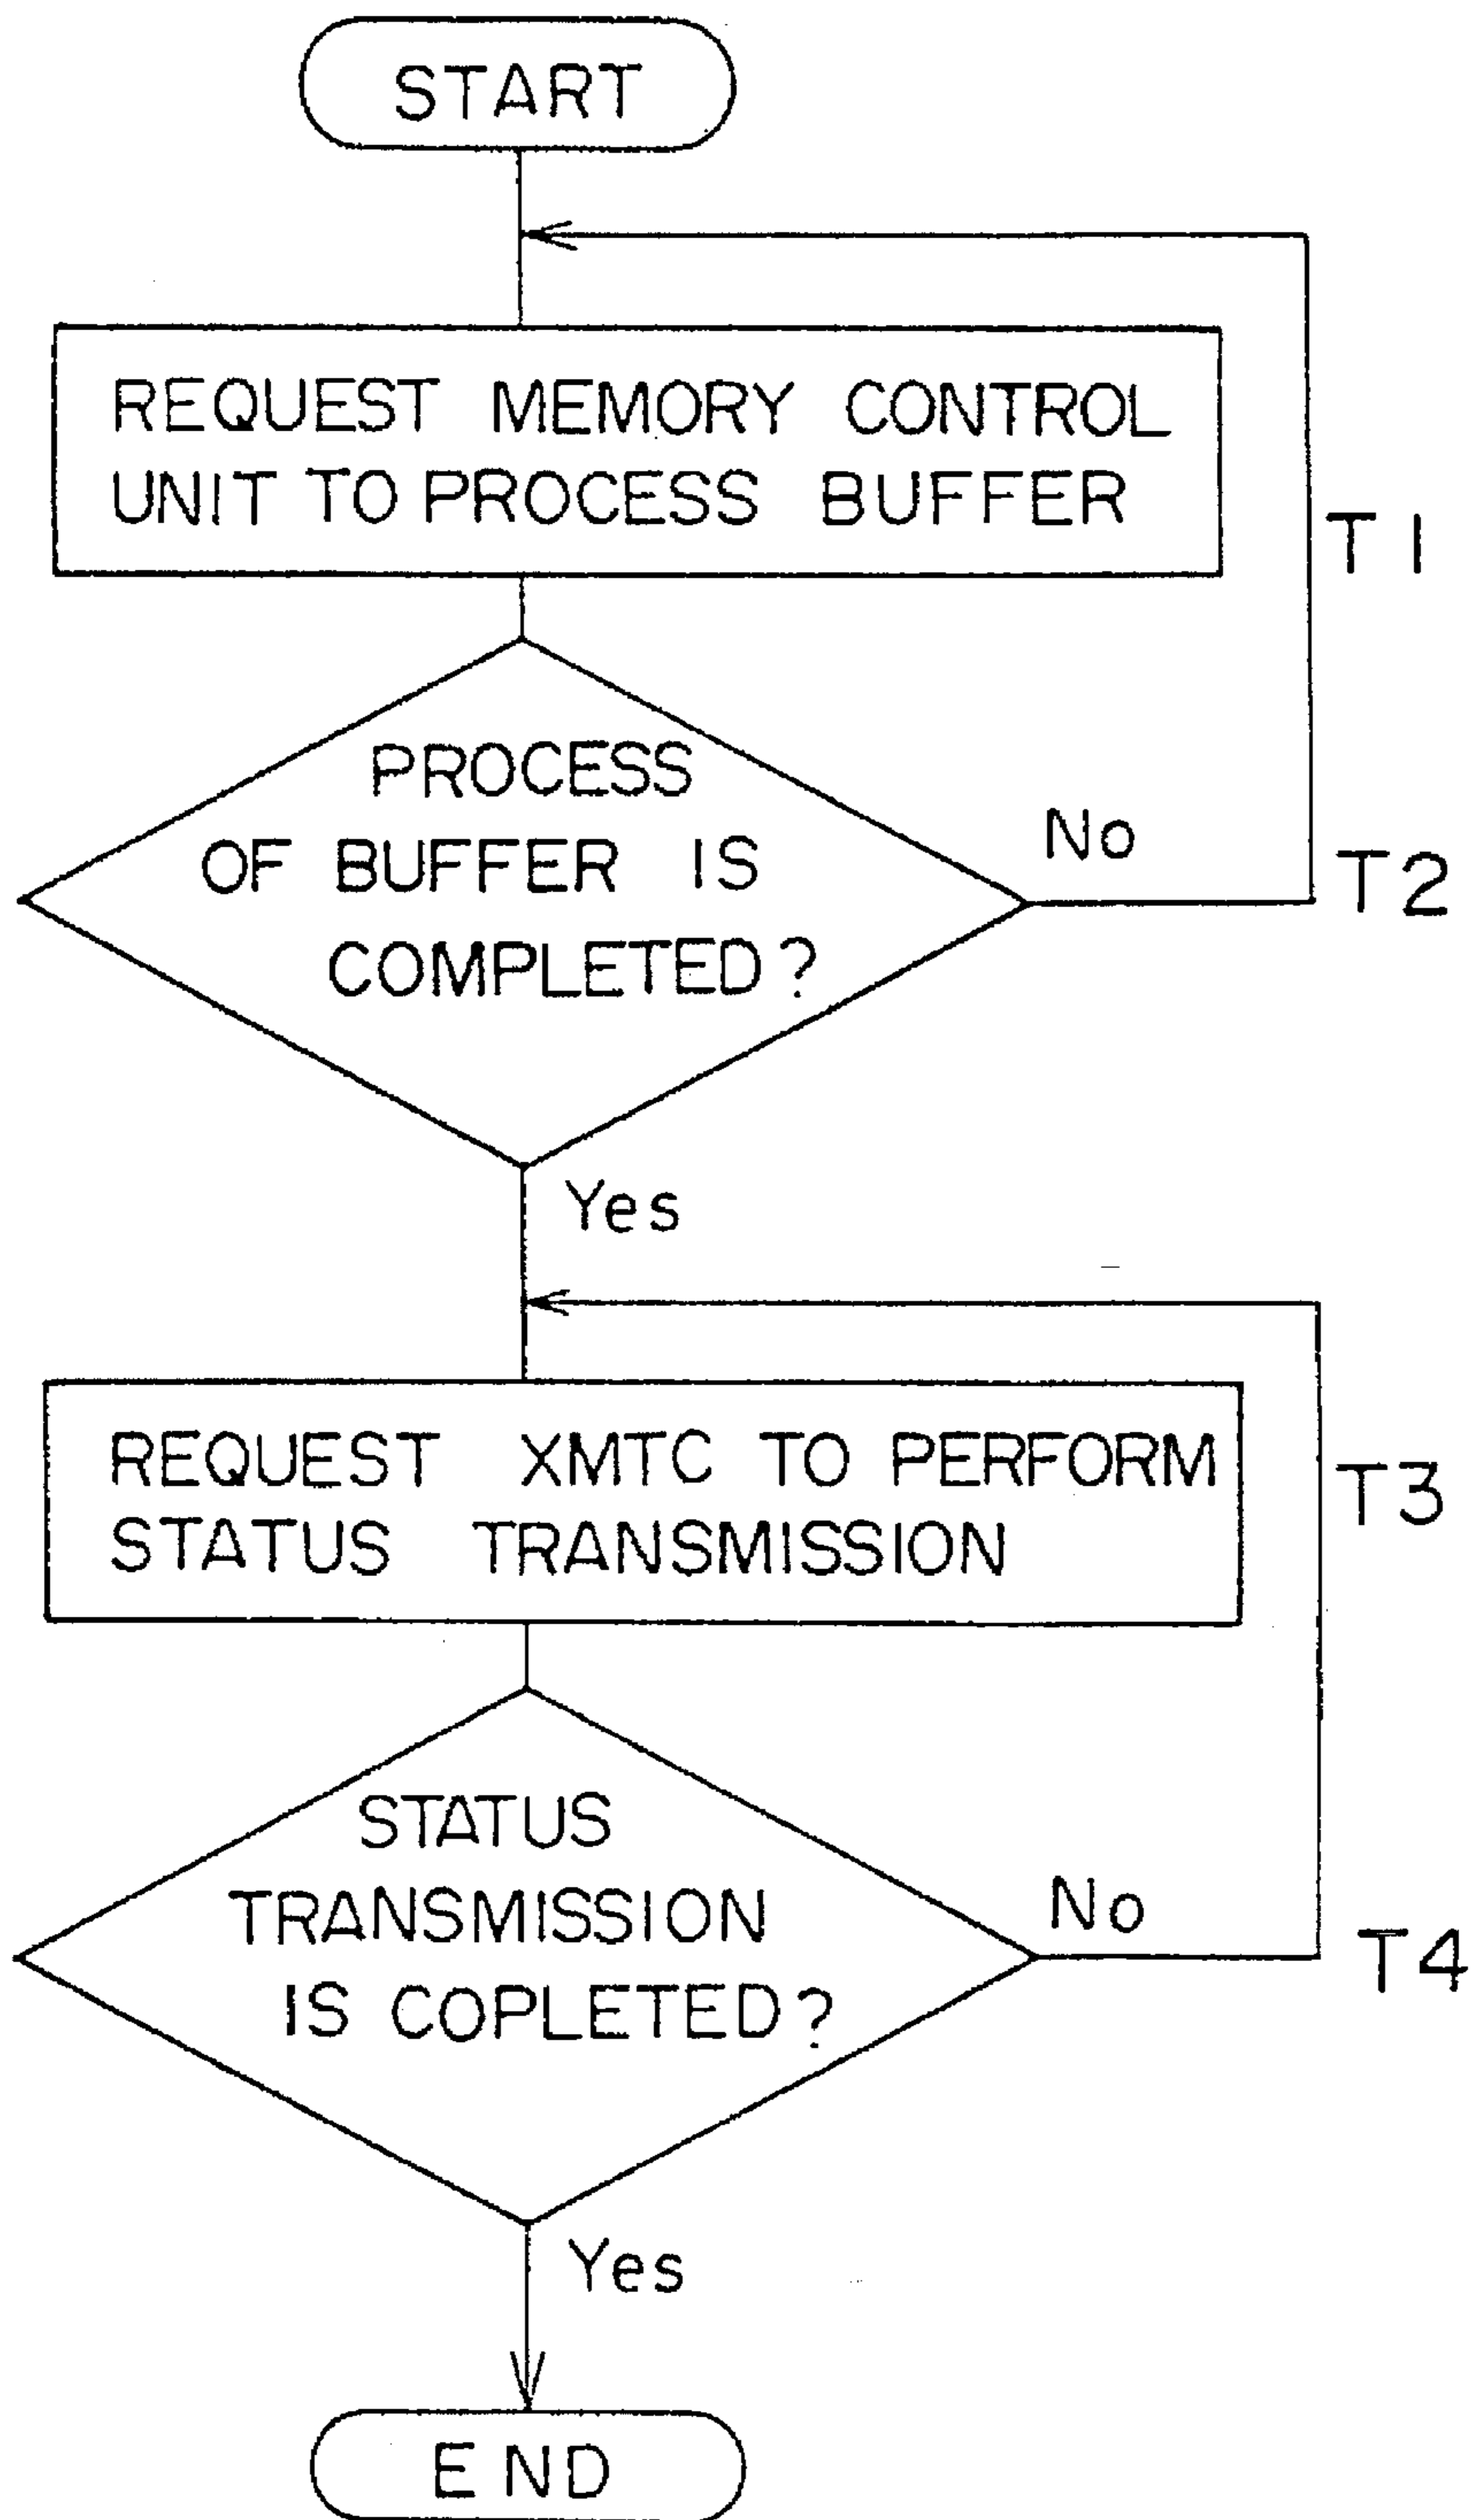 START
REQUEST MEMORY CONTROL
UNIT TO PROCESS BUFFER
T1
PROCESS
OF BUFFER IS
COMPLETED?
No
T2
Yes
REQUEST XMTC TO PERFORM
STATUS TRANSMISSION
T3
STATUS
TRANSMISSION
IS COPLETED?
No
T4
Yes
END